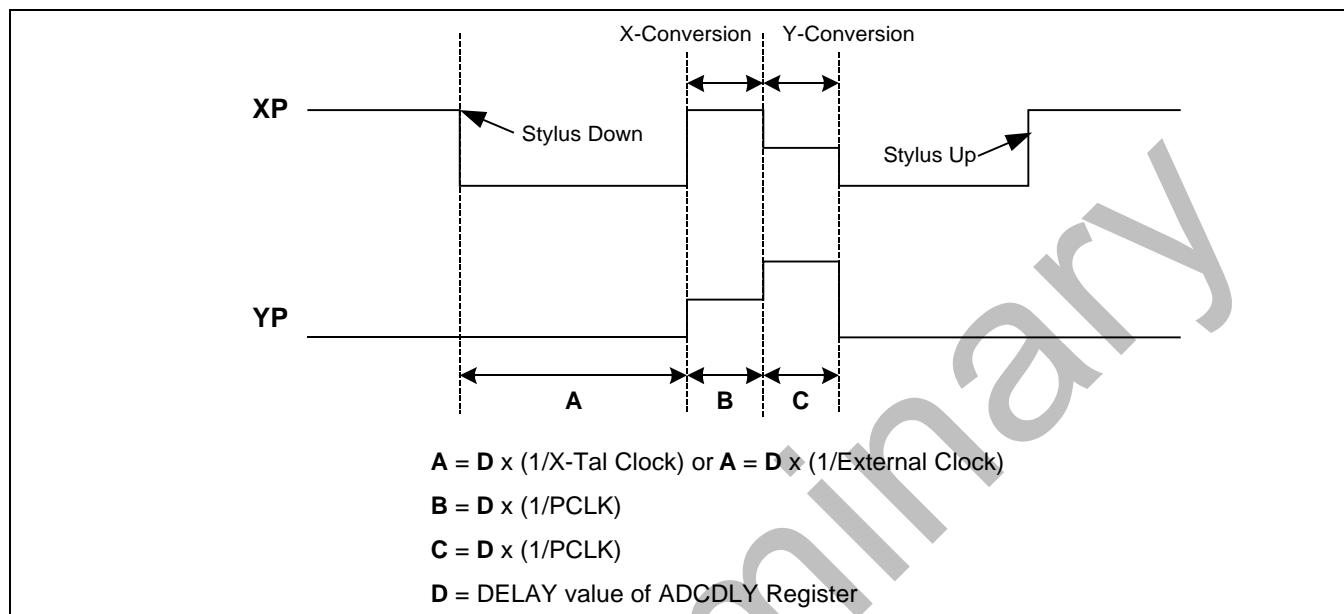 X-Conversion Y-Conversion
XP
Stylus Down
Stylus Up
YP
A B C
A = D x (1/X-Tal Clock) or A = D x (1/External Clock)
B = D x (1/PCLK)
C = D x (1/PCLK)
D = DELAY value of ADCDLY Register
minary